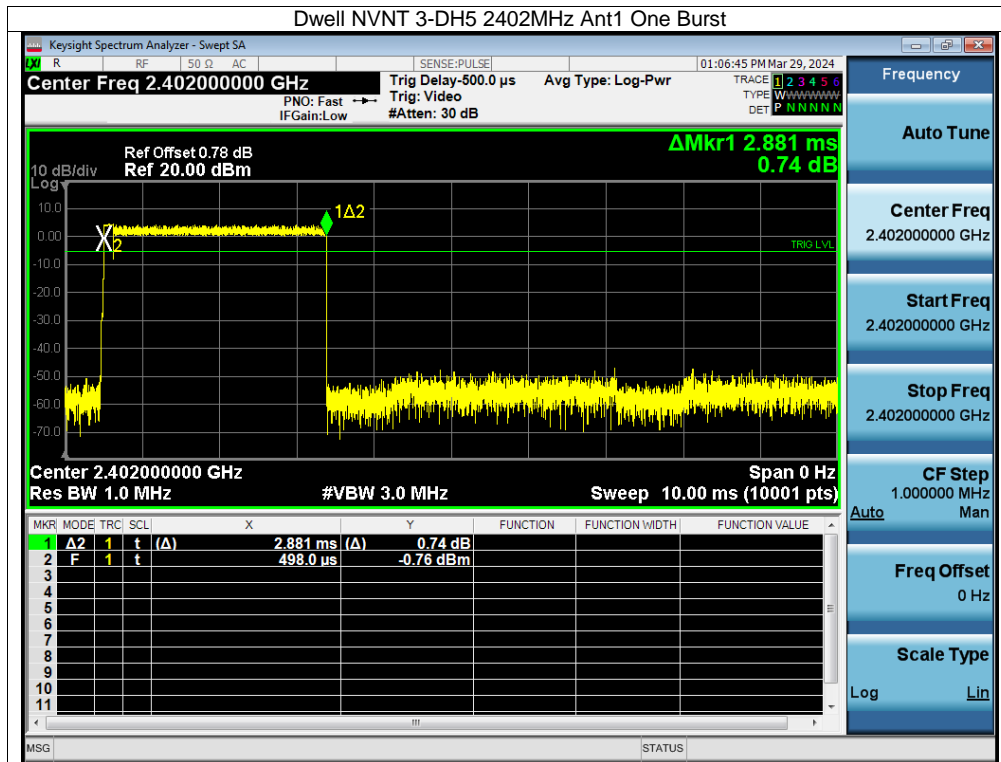 Dwell NVNT 3-DH5 2402MHz Ant1 One Burst
Keysight Spectrum Analyzer - Swept SA
LXI R RF 50 Ω AC SENSE:PULSE 01:06:45 PM Mar 29, 2024
Center Freq 2.402000000 GHz
PNO: Fast
IFGain:Low
Trig Delay-500.0 µs
Trig: Video
#Atten: 30 dB
Avg Type: Log-Pwr
TRACE 1 2 3 4 5 6
TYPE WWWWWW
DET P N N N N N
ΔMkr1 2.881 ms
0.74 dB
Ref Offset 0.78 dB
10 dB/div Ref 20.00 dBm
Log
10.0
0.00
-10.0
-20.0
-30.0
-40.0
-50.0
-60.0
-70.0
1Δ2
2
TRIG LVL
Center 2.402000000 GHz Span 0 Hz
Res BW 1.0 MHz #VBW 3.0 MHz Sweep 10.00 ms (10001 pts)
MKR MODE TRC SCL X Y FUNCTION FUNCTION WIDTH FUNCTION VALUE
1 Δ2 1 t (Δ) 2.881 ms (Δ) 0.74 dB
2 F 1 t 498.0 µs -0.76 dBm
3
4
5
6
7
8
9
10
11
MSG STATUS
Frequency
Auto Tune
Center Freq
2.402000000 GHz
Start Freq
2.402000000 GHz
Stop Freq
2.402000000 GHz
CF Step
1.000000 MHz
Auto Man
Freq Offset
0 Hz
Scale Type
Log Lin